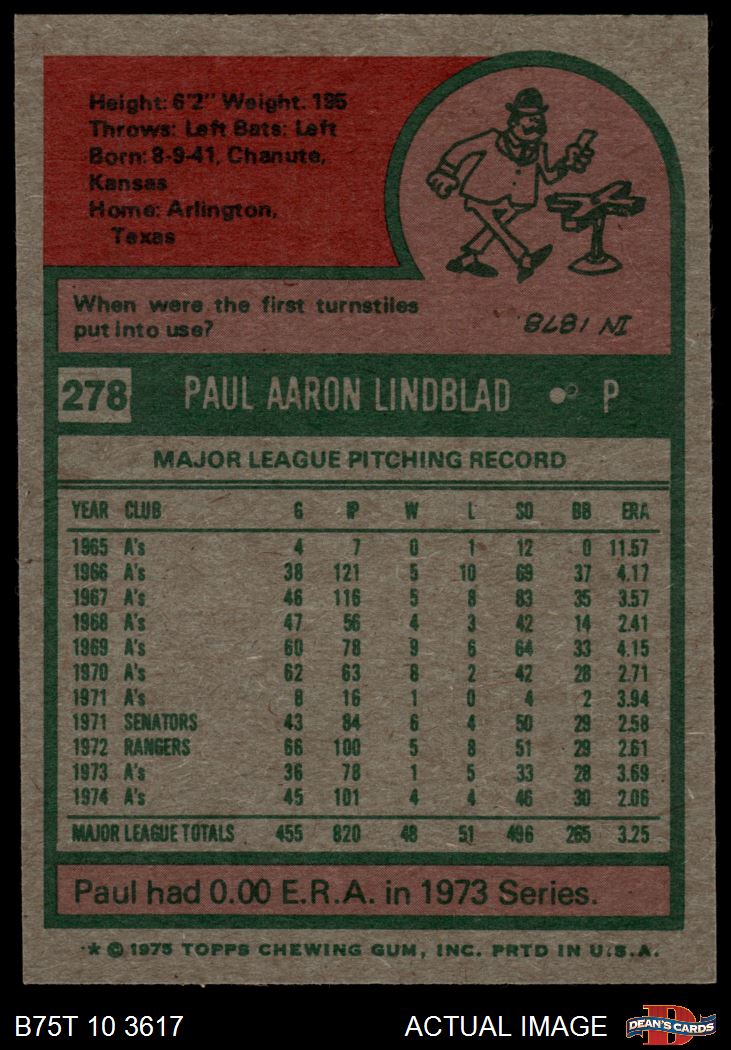 Height: 6'2" Weight: 195
Throws: Left Bats: Left
Born: 8-9-41, Chanute,
Kansas
Home: Arlington,
Texas
When were the first turnstiles
put into use?
IN 1878
278 PAUL AARON LINDBLAD • P
MAJOR LEAGUE PITCHING RECORD
YEAR CLUB G IP W L SO BB ERA
1965 A's 4 7 0 1 12 0 11.57
1966 A's 38 121 5 10 69 37 4.17
1967 A's 46 116 5 8 83 35 3.57
1968 A's 47 56 4 3 42 14 2.41
1969 A's 60 78 9 6 64 33 4.15
1970 A's 62 63 8 2 42 28 2.71
1971 A's 8 16 1 0 4 2 3.94
1971 SENATORS 43 84 6 4 50 29 2.58
1972 RANGERS 66 100 5 8 51 29 2.61
1973 A's 36 78 1 5 33 28 3.69
1974 A's 45 101 4 4 46 30 2.06
MAJOR LEAGUE TOTALS 455 820 48 51 496 265 3.25
Paul had 0.00 E.R.A. in 1973 Series.
* © 1975 TOPPS CHEWING GUM, INC. PRTD IN U.S.A.
B75T 10 3617 ACTUAL IMAGE D DEAN'S CARDS